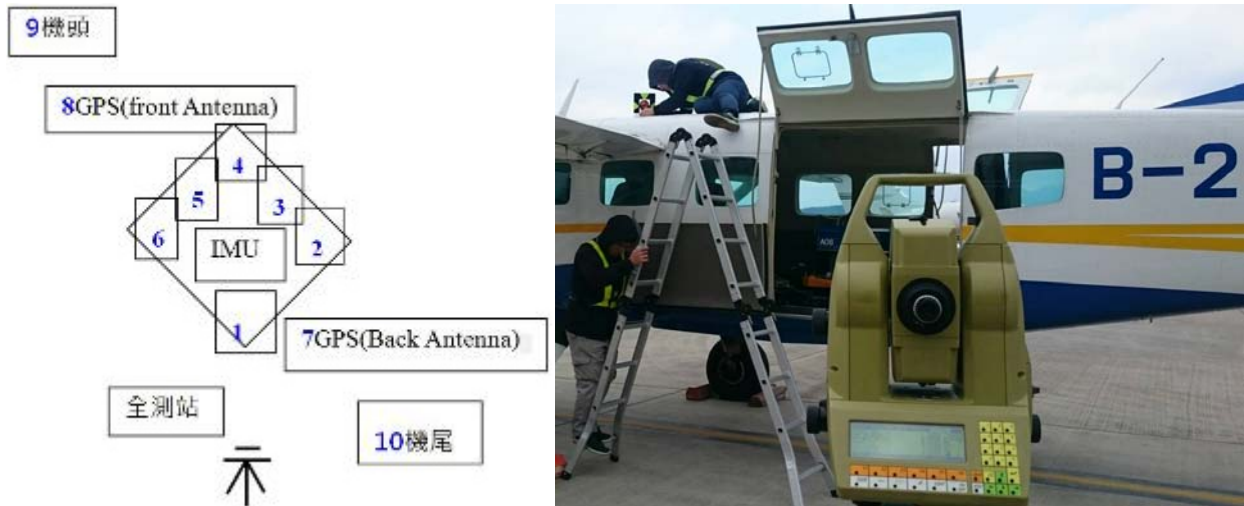 9機頭
8GPS(front Antenna)
4
5
3
6
IMU
2
1
7GPS(Back Antenna)
全測站
10機尾
B-2